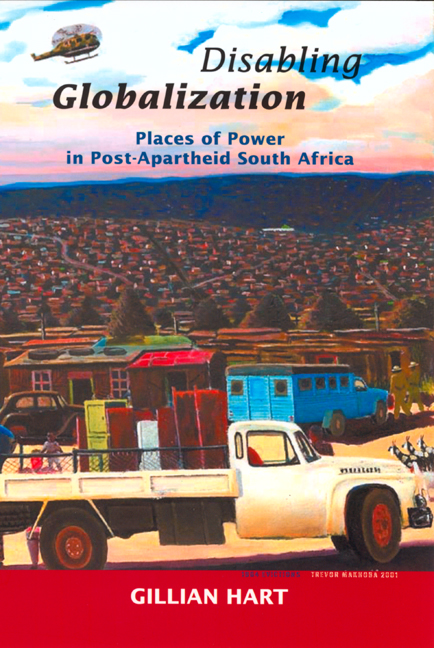 Disabling
Globalization
Places of Power
in Post-Apartheid South Africa
TREVOR MAKHOBA 2001
GILLIAN HART